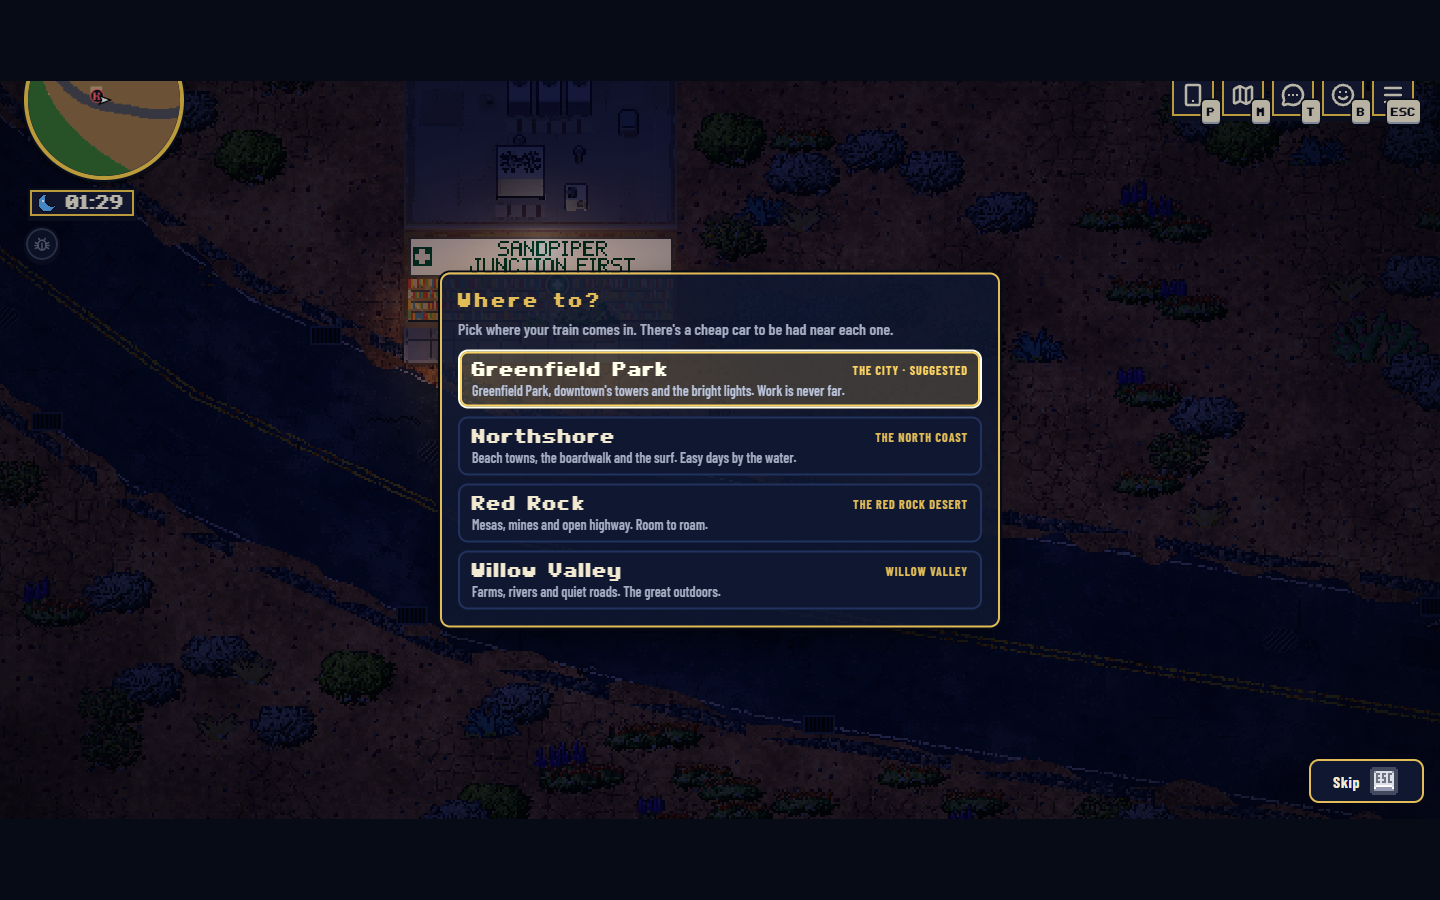 P
M
T
B
ESC
01:29
SANDPIPER
JUNCTION FIRST
Where to?
Pick where your train comes in. There's a cheap car to be had near each one.
Greenfield Park
THE CITY · SUGGESTED
Greenfield Park, downtown's towers and the bright lights. Work is never far.
Northshore
THE NORTH COAST
Beach towns, the boardwalk and the surf. Easy days by the water.
Red Rock
THE RED ROCK DESERT
Mesas, mines and open highway. Room to roam.
Willow Valley
WILLOW VALLEY
Farms, rivers and quiet roads. The great outdoors.
Skip
ESC